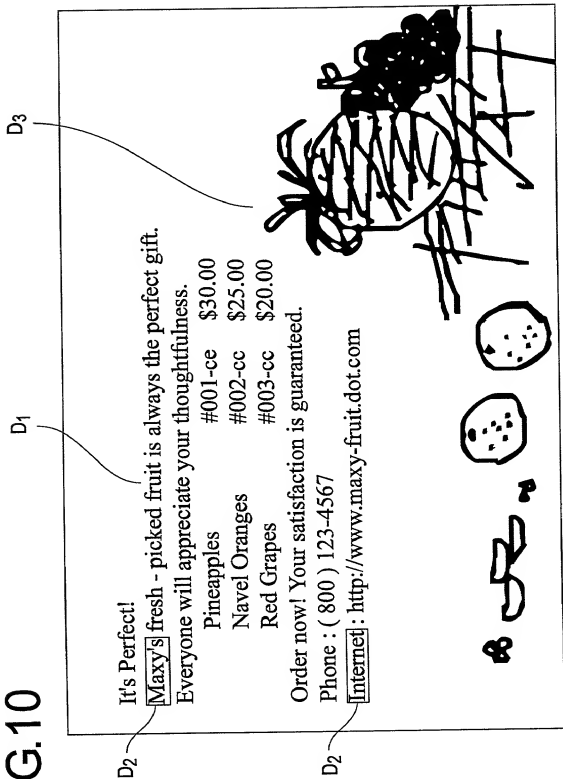 G.10
D1
D3
D2
It's Perfect!
Maxy's fresh - picked fruit is always the perfect gift.
Everyone will appreciate your thoughtfulness.
Pineapples #001-ce $30.00
Navel Oranges #002-cc $25.00
Red Grapes #003-cc $20.00
Order now! Your satisfaction is guaranteed.
Phone : ( 800 ) 123-4567
D2
Internet : http://www.maxy-fruit.dot.com